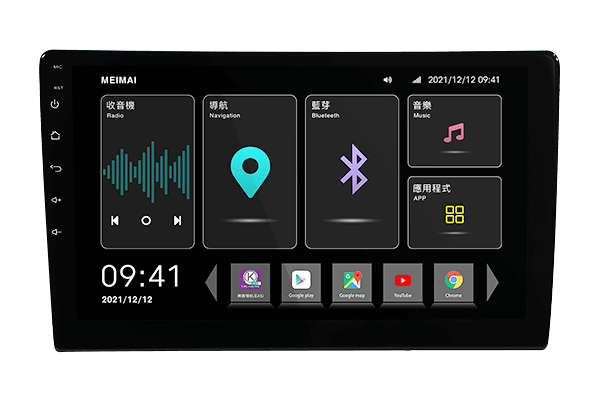 MIC
RST
MEIMAI
2021/12/12 09:41
收音機
Radio
導航
Navigation
藍芽
Blueteeth
音樂
Music
應用程式
APP
09:41
2021/12/12
Google play
Google map
YouTube
Chrome